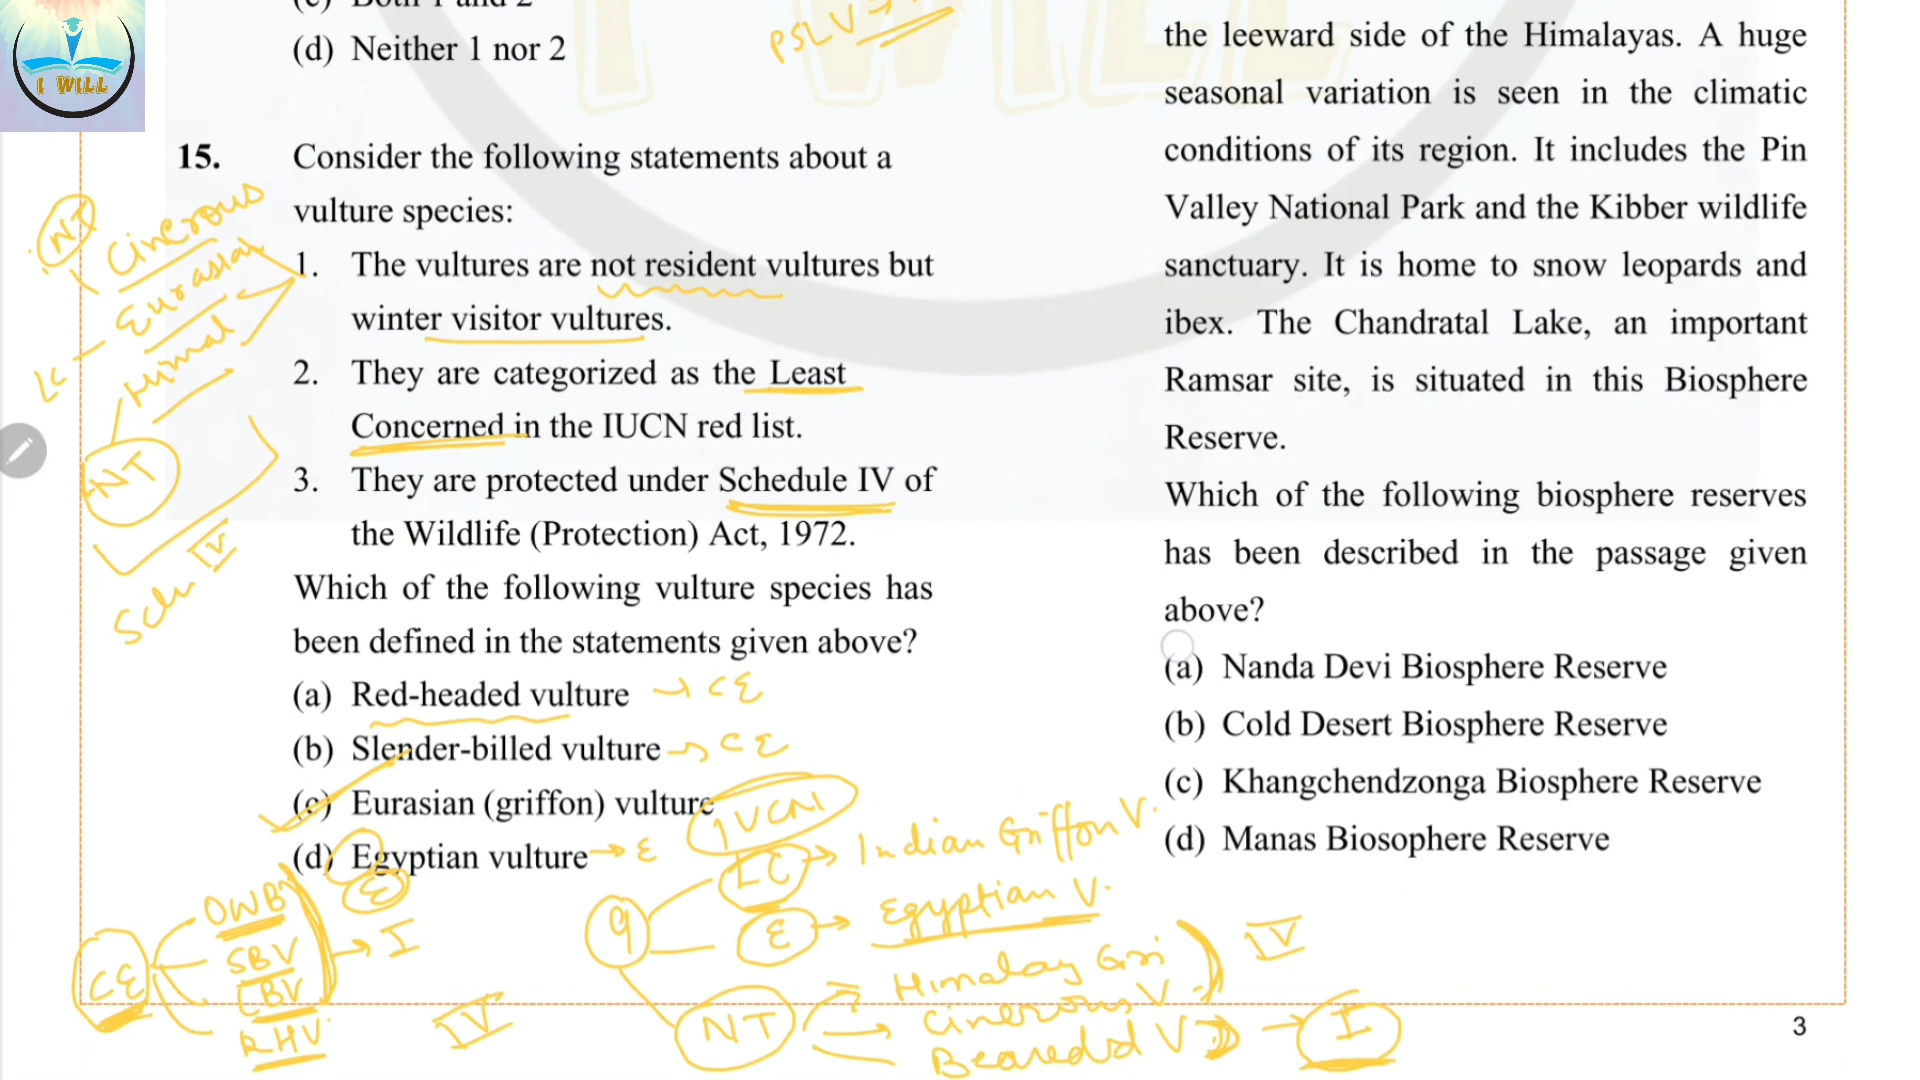 I WILL
(c) Both 1 and 2
(d) Neither 1 nor 2
PSLV
15. Consider the following statements about a
vulture species:
1. The vultures are not resident vultures but
winter visitor vultures.
2. They are categorized as the Least
Concerned in the IUCN red list.
3. They are protected under Schedule IV of
the Wildlife (Protection) Act, 1972.
Which of the following vulture species has
been defined in the statements given above?
(a) Red-headed vulture → CE
(b) Slender-billed vulture → CE
(c) Eurasian (griffon) vulture
(d) Egyptian vulture → E
NT
Cinerous
Eurasian
LC
Himal
NT
Sch IV
IUCN
LC → Indian Griffon V.
9
E → Egyptian V.
NT
Himalay Gri
Cinerous V.
IV
Bearedd V → I
E
CE
OWBV
SBV
LBV
RHV
→ I
IV
the leeward side of the Himalayas. A huge
seasonal variation is seen in the climatic
conditions of its region. It includes the Pin
Valley National Park and the Kibber wildlife
sanctuary. It is home to snow leopards and
ibex. The Chandratal Lake, an important
Ramsar site, is situated in this Biosphere
Reserve.
Which of the following biosphere reserves
has been described in the passage given
above?
(a) Nanda Devi Biosphere Reserve
(b) Cold Desert Biosphere Reserve
(c) Khangchendzonga Biosphere Reserve
(d) Manas Biosophere Reserve
3